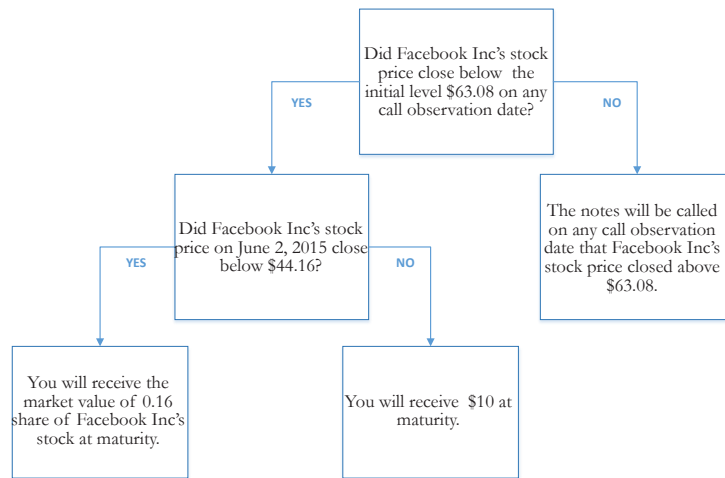 Did Facebook Inc's stock
price close below the
initial level $63.08 on any
call observation date?
YES
NO
Did Facebook Inc's stock
price on June 2, 2015 close
below $44.16?
The notes will be called
on any call observation
date that Facebook Inc's
stock price closed above
$63.08.
YES
NO
You will receive the
market value of 0.16
share of Facebook Inc's
stock at maturity.
You will receive $10 at
maturity.